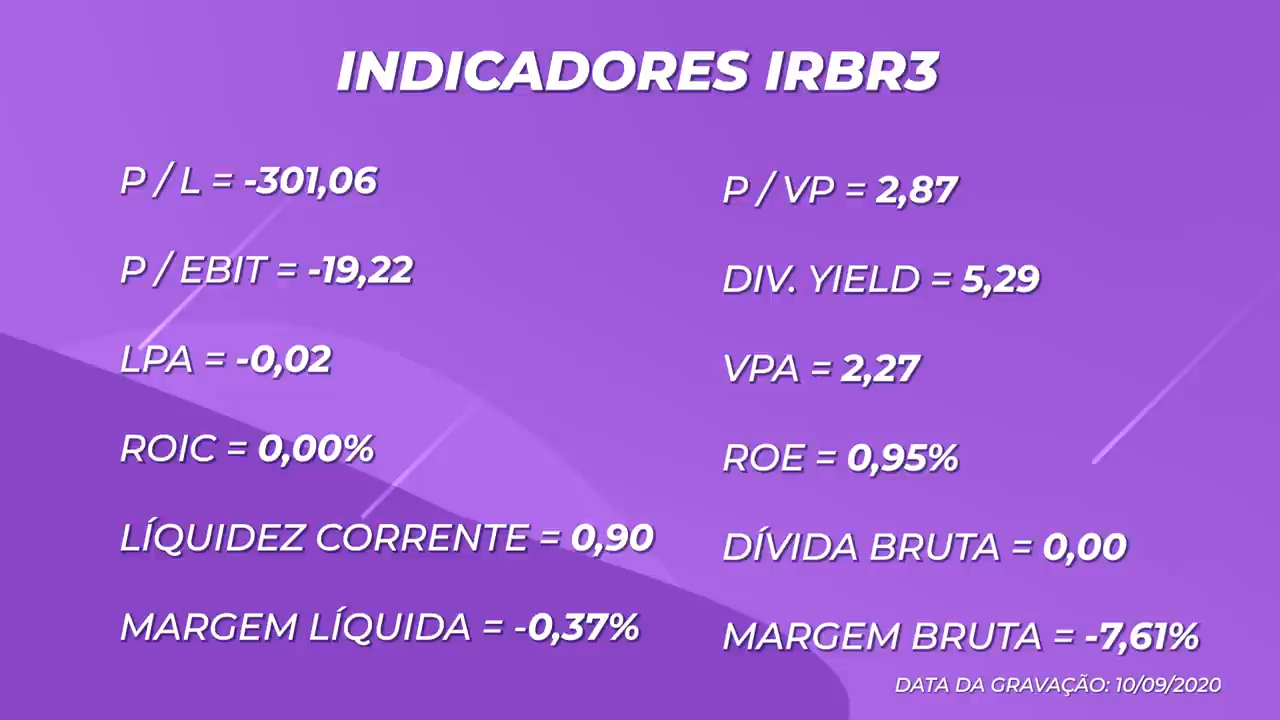 INDICADORES IRBR3
P / L = -301,06
P / EBIT = -19,22
LPA = -0,02
ROIC = 0,00%
LÍQUIDEZ CORRENTE = 0,90
MARGEM LÍQUIDA = -0,37%
P / VP = 2,87
DIV. YIELD = 5,29
VPA = 2,27
ROE = 0,95%
DÍVIDA BRUTA = 0,00
MARGEM BRUTA = -7,61%
DATA DA GRAVAÇÃO: 10/09/2020